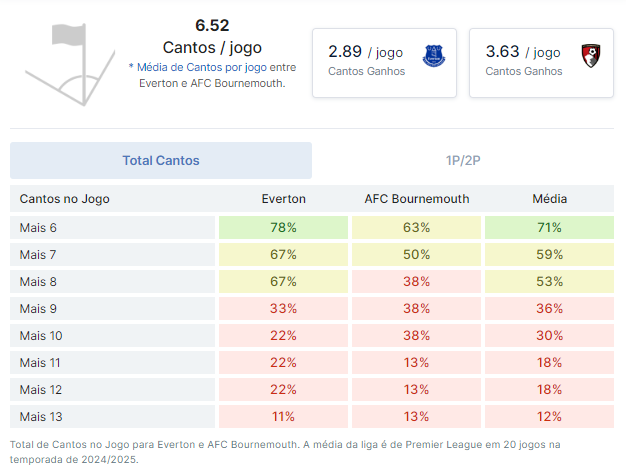 6.52
Cantos / jogo
* Média de Cantos por jogo entre
Everton e AFC Bournemouth.
2.89 / jogo
Cantos Ganhos
Everton
3.63 / jogo
Cantos Ganhos
Total Cantos
1P/2P
Cantos no Jogo Everton AFC Bournemouth Média
Mais 6 78% 63% 71%
Mais 7 67% 50% 59%
Mais 8 67% 38% 53%
Mais 9 33% 38% 36%
Mais 10 22% 38% 30%
Mais 11 22% 13% 18%
Mais 12 22% 13% 18%
Mais 13 11% 13% 12%
Total de Cantos no Jogo para Everton e AFC Bournemouth. A média da liga é de Premier League em 20 jogos na
temporada de 2024/2025.